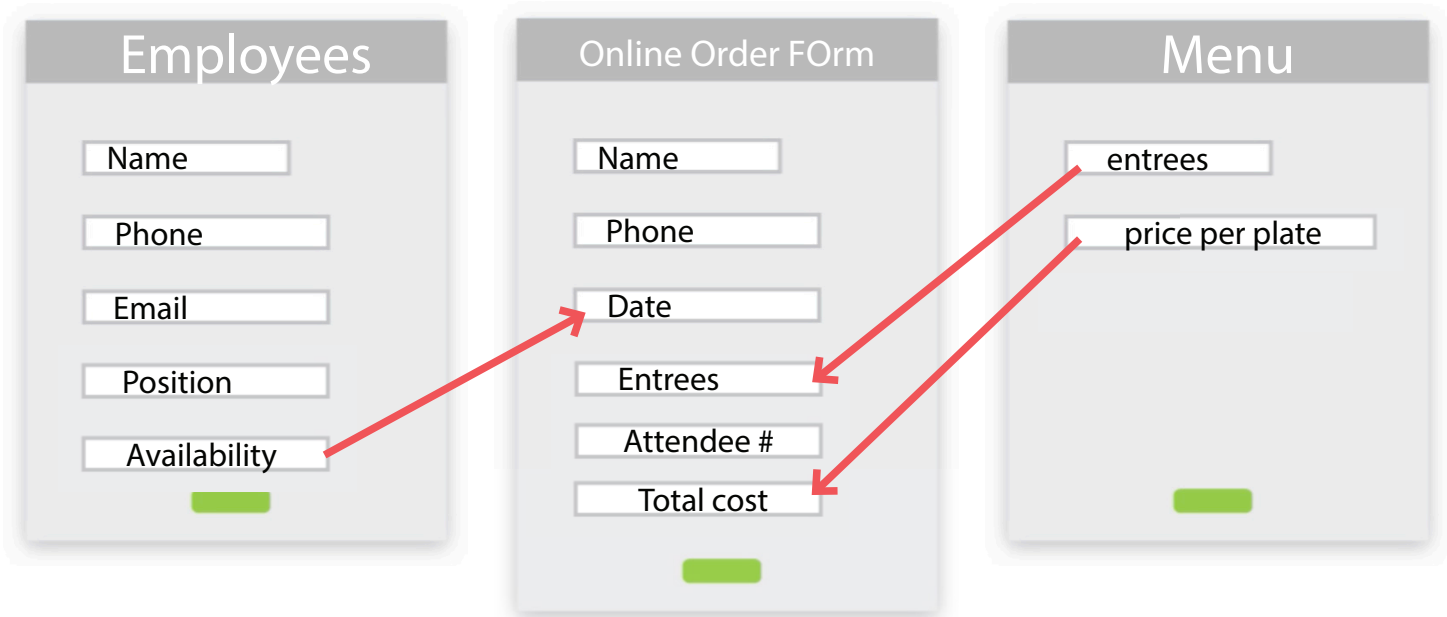 Employees
Name
Phone
Email
Position
Availability
Online Order FOrm
Name
Phone
Date
Entrees
Attendee #
Total cost
Menu
entrees
price per plate